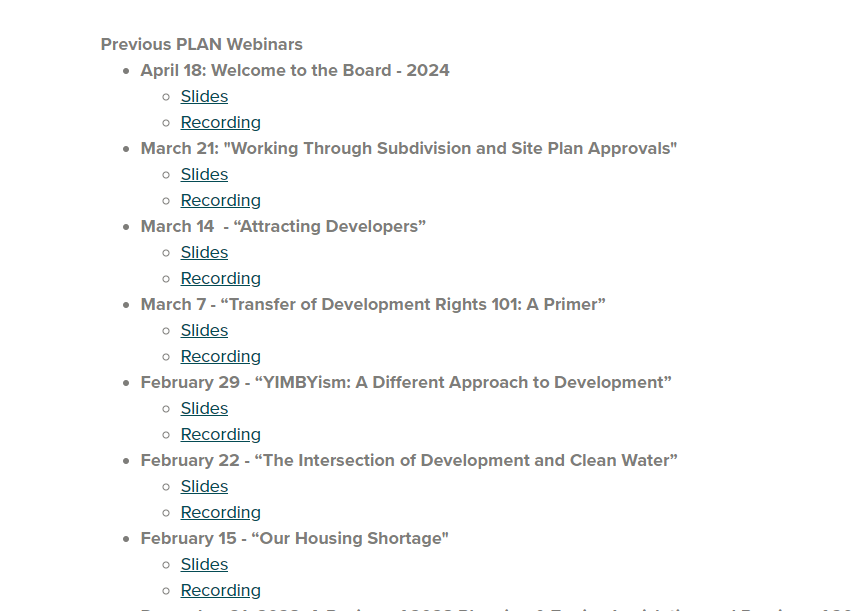 Previous PLAN Webinars
April 18: Welcome to the Board - 2024
Slides
Recording
March 21: "Working Through Subdivision and Site Plan Approvals"
Slides
Recording
March 14  - “Attracting Developers”
Slides
Recording
March 7 - “Transfer of Development Rights 101: A Primer”
Slides
Recording
February 29 - “YIMBYism: A Different Approach to Development”
Slides
Recording
February 22 - “The Intersection of Development and Clean Water”
Slides
Recording
February 15 - “Our Housing Shortage"
Slides
Recording